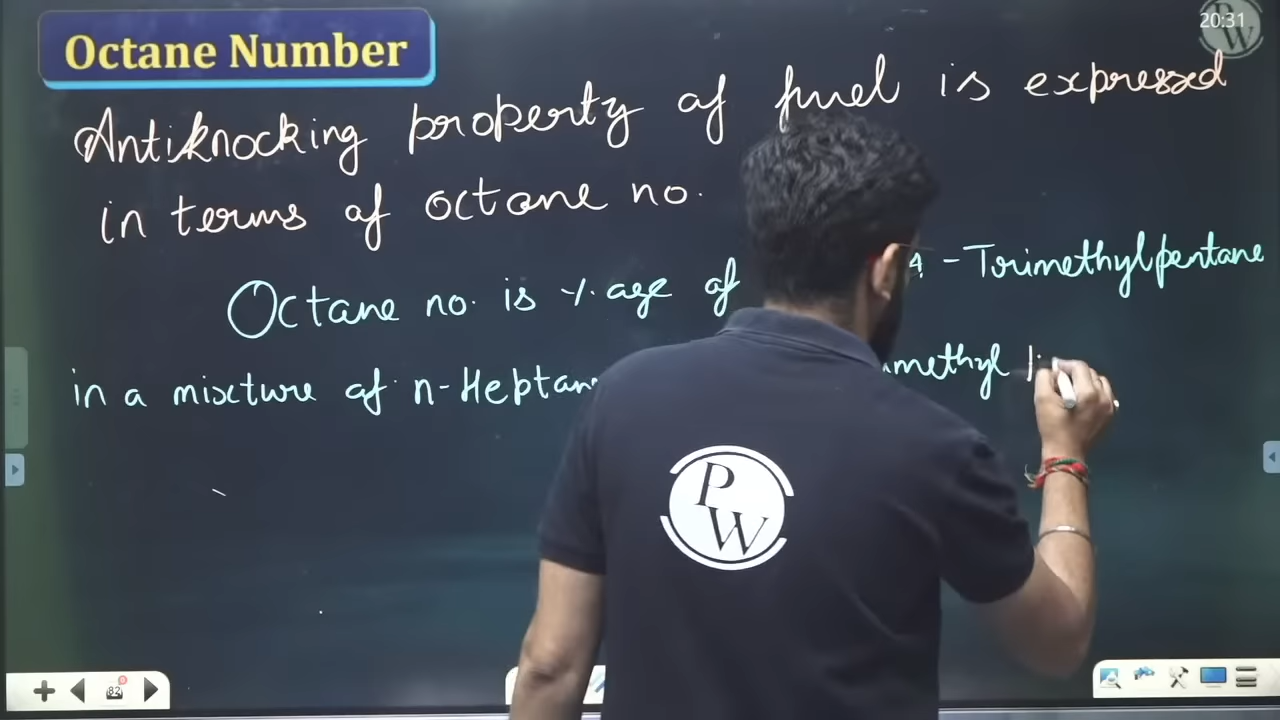 Octane Number
20:31
PW
Antiknocking property of fuel is expressed
in terms of octane no.
Octane no. is %age of 4-Trimethylpentane
in a mixture of n-Heptan methyl
PW
82